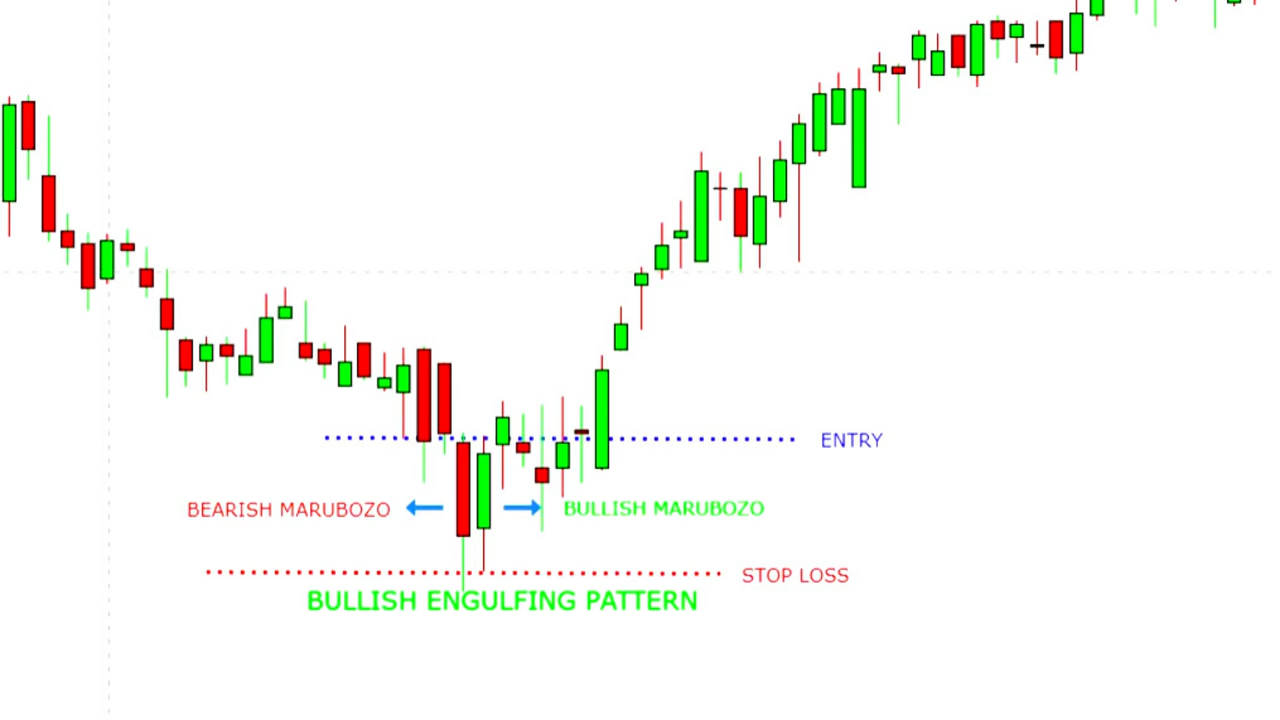 ENTRY
BEARISH MARUBOZO
BULLISH MARUBOZO
STOP LOSS
BULLISH ENGULFING PATTERN